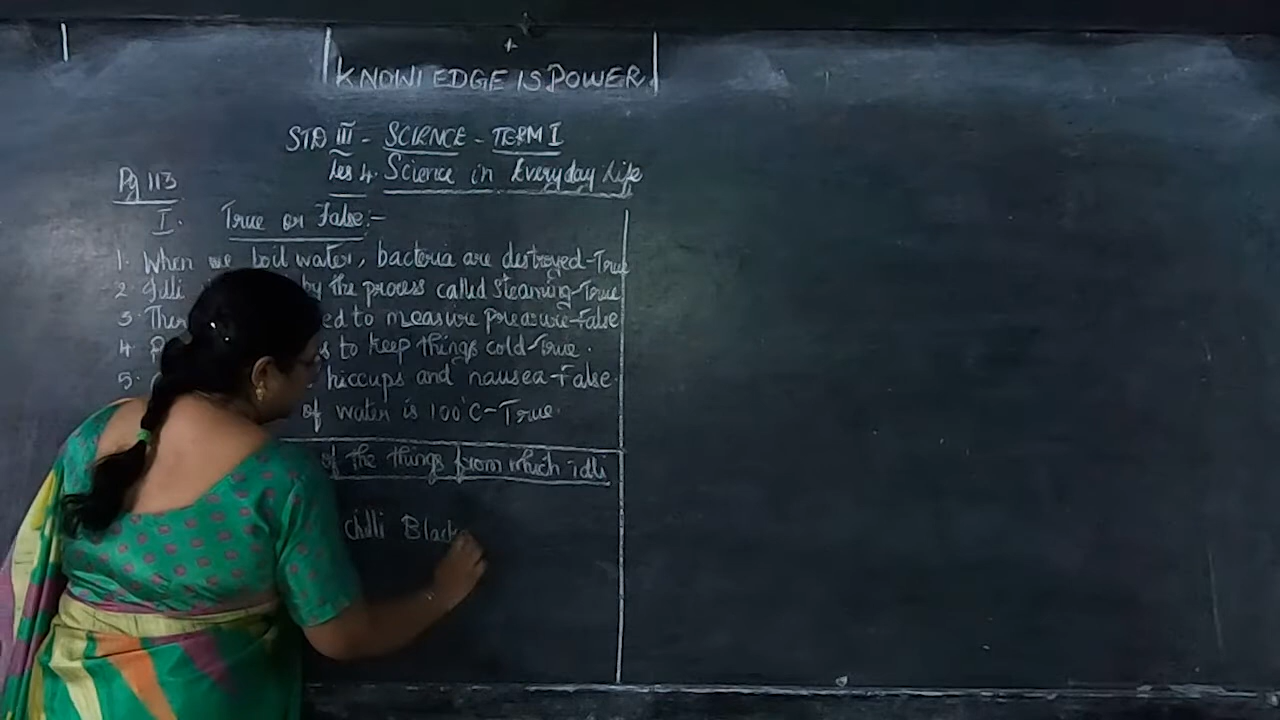 +
KNOWLEDGE IS POWER
STD III - SCIENCE - TERM I
Les 4. Science in Everyday Life
Pg 113
I. True or False:-
1. When we boil water, bacteria are destroyed-True
2. Idli by the process called Steaming-True
3. to measure pressure-False
4. to keep things cold-True.
5. hiccups and nausea-False.
of water is 100°C-True.
of the things from which idli
chilli Black